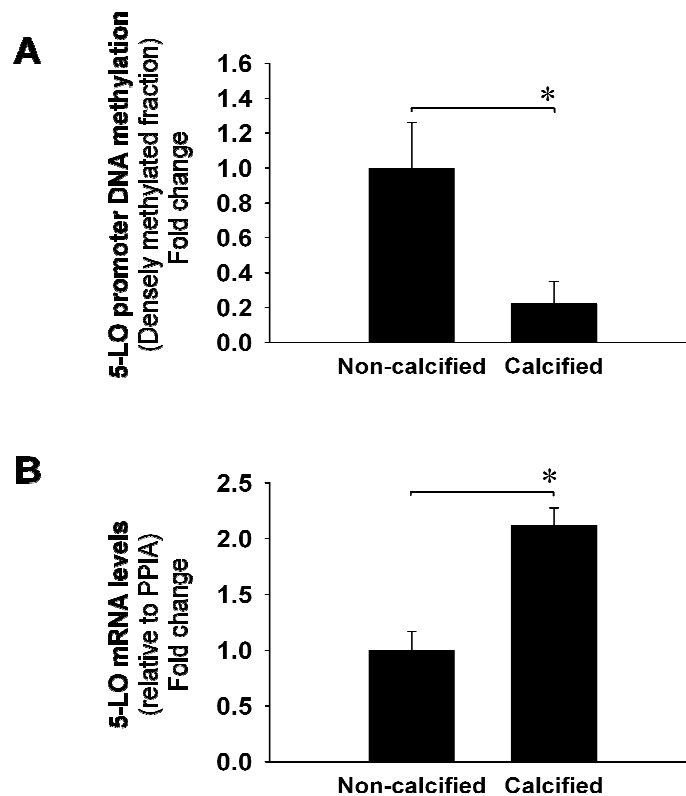 A
5-LO promoter DNA methylation
(Densely methylated fraction)
Fold change
1.6
1.4
1.2
1.0
0.8
0.6
0.4
0.2
0.0
*
Non-calcified Calcified
B
5-LO mRNA levels
(relative to PPIA)
Fold change
2.5
2.0
1.5
1.0
0.5
0.0
*
Non-calcified Calcified